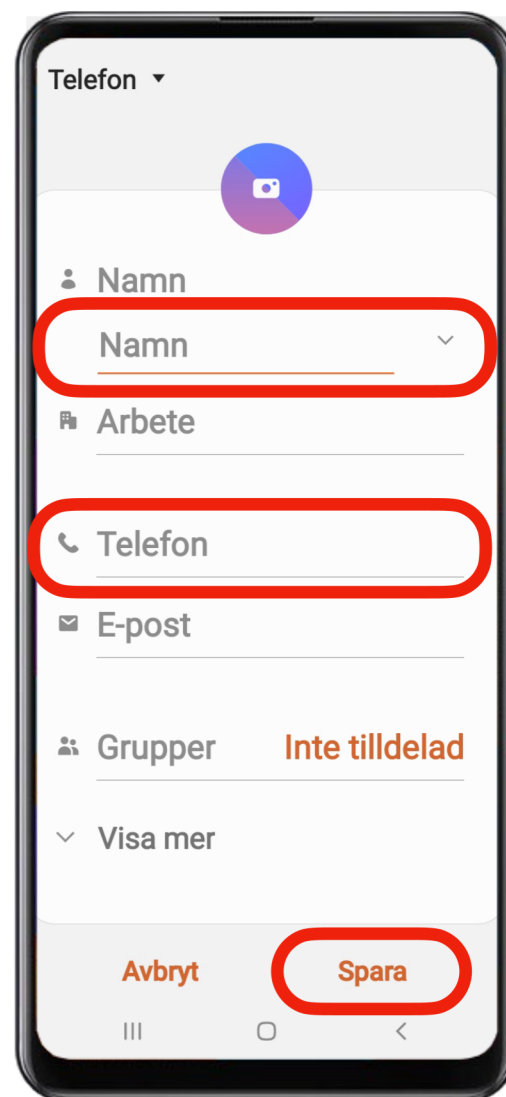 Telefon
Namn
Namn
Arbete
Telefon
E-post
Grupper Inte tilldelad
Visa mer
Avbryt Spara